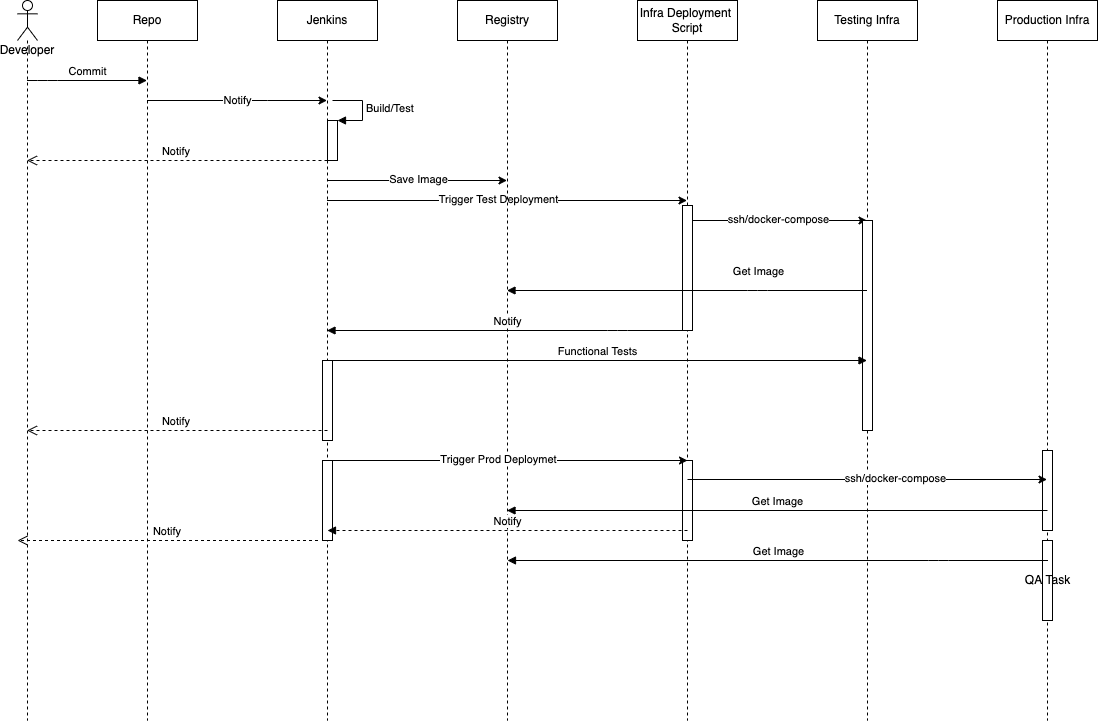 Developer
Repo
Jenkins
Registry
Infra Deployment
Script
Testing Infra
Production Infra
Commit
Notify
Build/Test
Notify
Save Image
Trigger Test Deployment
ssh/docker-compose
Get Image
Notify
Functional Tests
Notify
Trigger Prod Deploymet
ssh/docker-compose
Get Image
Notify
Notify
Get Image
QA Task